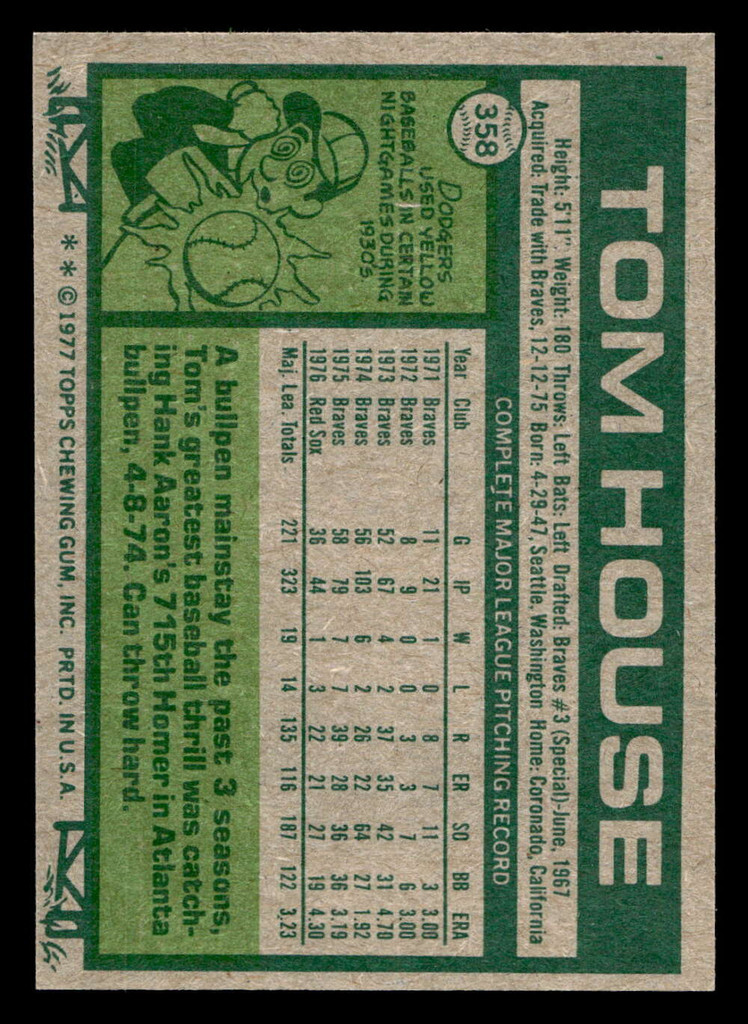 TOM HOUSE
358
Height: 5'11" Weight: 180 Throws: Left Bats: Left Drafted: Braves #3 (Special)-June, 1967
Acquired: Trade with Braves, 12-12-75 Born: 4-29-47, Seattle, Washington Home: Coronado, California
DODGERS
USED YELLOW
BASEBALLS IN CERTAIN
NIGHT GAMES DURING
1930's.
COMPLETE MAJOR LEAGUE PITCHING RECORD
Year Club G IP W L R ER SO BB ERA
1971 Braves 11 21 1 0 8 7 11 3 3.00
1972 Braves 8 9 0 0 3 3 7 6 3.00
1973 Braves 52 67 4 2 37 35 42 31 4.70
1974 Braves 56 103 6 2 26 22 64 27 1.92
1975 Braves 58 79 7 7 39 28 36 36 3.19
1976 Red Sox 36 44 1 3 22 21 27 19 4.30
Maj. Lea. Totals 221 323 19 14 135 116 187 122 3.23
A bullpen mainstay the past 3 seasons,
Tom's greatest baseball thrill was catch-
ing Hank Aaron's 715th Homer in Atlanta
bullpen, 4-8-74. Can throw hard.
* * © 1977 TOPPS CHEWING GUM, INC. PRTD. IN U.S.A.